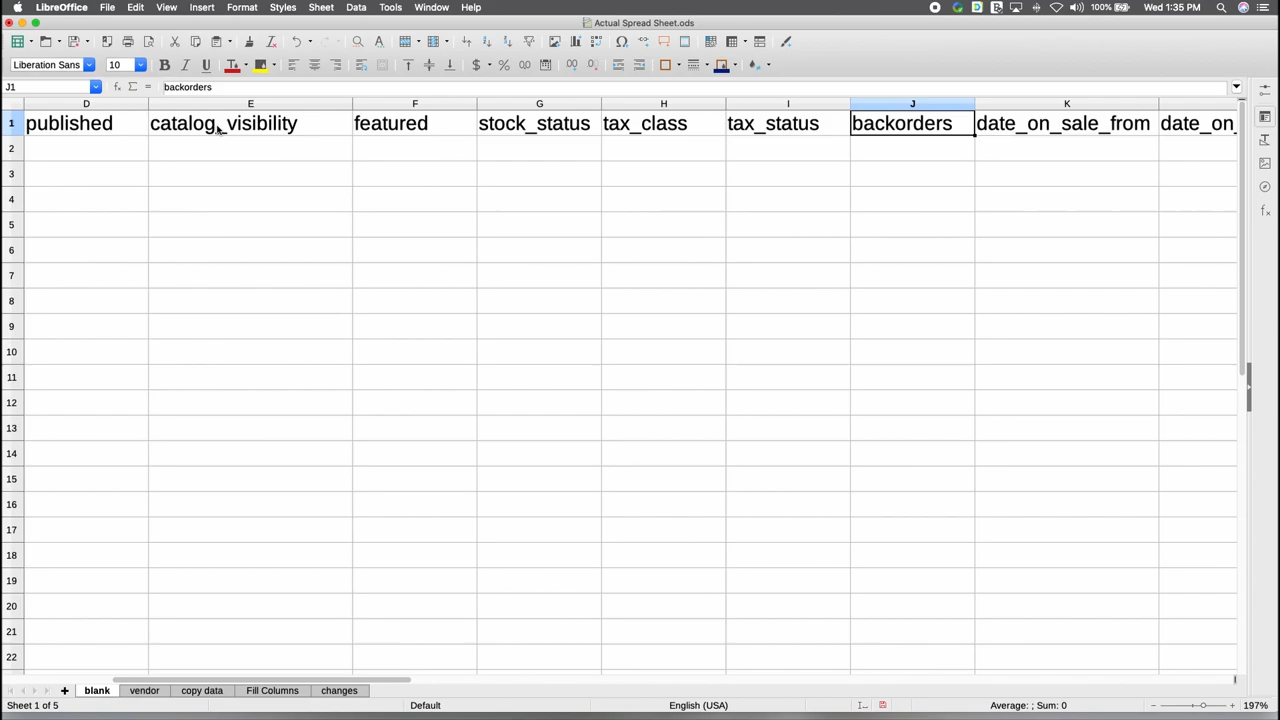 LibreOffice File Edit View Insert Format Styles Sheet Data Tools Window Help 100% Wed 1:35 PM
Actual Spread Sheet.ods
Liberation Sans 10
J1 backorders
D E F G H I J K
1 published catalog_visibility featured stock_status tax_class tax_status backorders date_on_sale_from date_on_
2
3
4
5
6
7
8
9
10
11
12
13
14
15
16
17
18
19
20
21
22
blank vendor copy data Fill Columns changes
Sheet 1 of 5 Default English (USA) Average: ; Sum: 0 197%